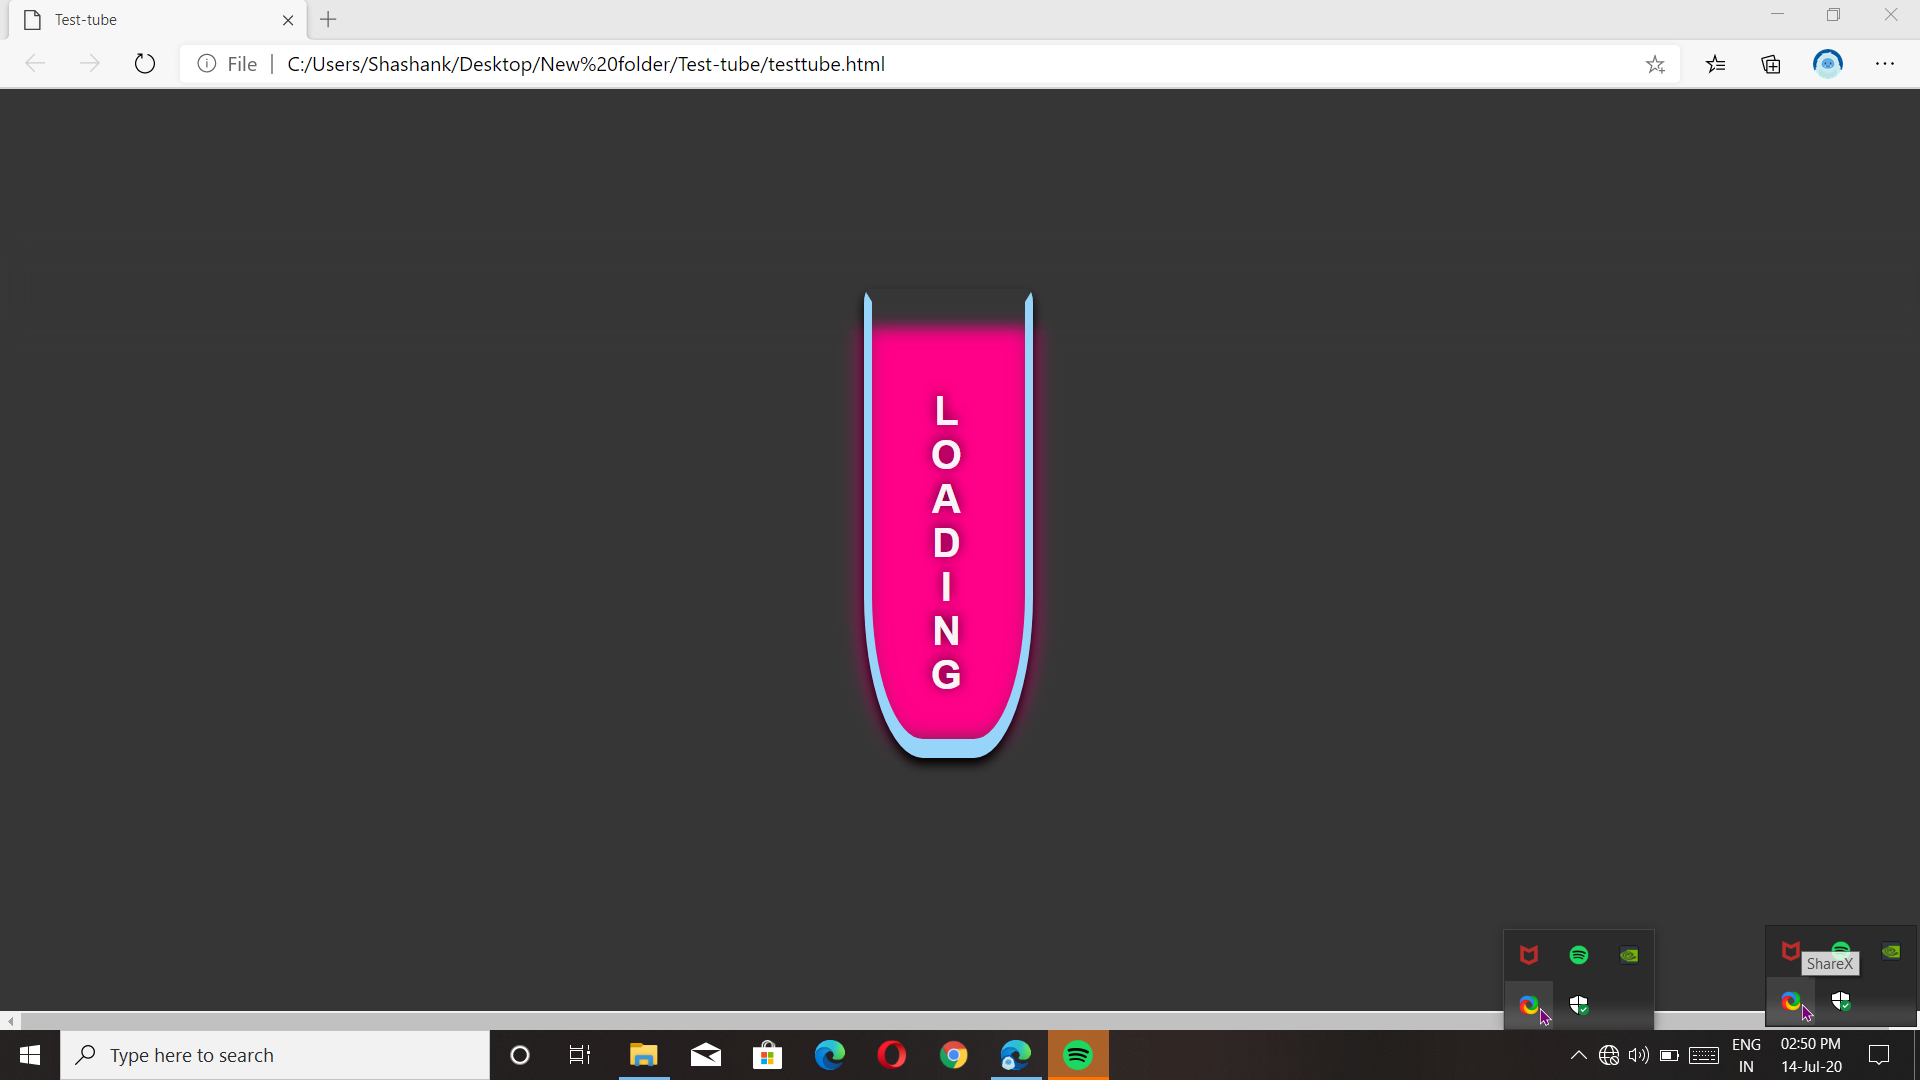 Test-tube
File
C:/Users/Shashank/Desktop/New%20folder/Test-tube/testtube.html
L
O
A
D
I
N
G
ShareX
Type here to search
ENG
IN
02:50 PM
14-Jul-20